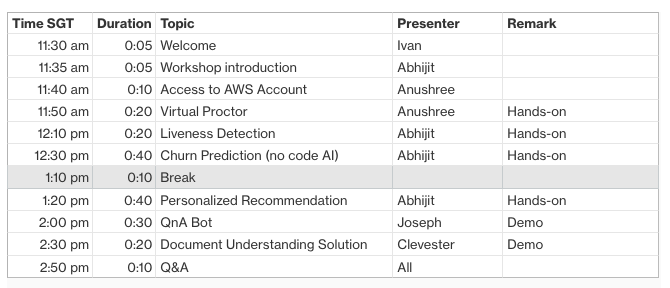 Time SGT Duration Topic Presenter Remark
11:30 am 0:05 Welcome Ivan
11:35 am 0:05 Workshop introduction Abhijit
11:40 am 0:10 Access to AWS Account Anushree
11:50 am 0:20 Virtual Proctor Anushree Hands-on
12:10 pm 0:20 Liveness Detection Abhijit Hands-on
12:30 pm 0:40 Churn Prediction (no code AI) Abhijit Hands-on
1:10 pm 0:10 Break
1:20 pm 0:40 Personalized Recommendation Abhijit Hands-on
2:00 pm 0:30 QnA Bot Joseph Demo
2:30 pm 0:20 Document Understanding Solution Clevester Demo
2:50 pm 0:10 Q&A All